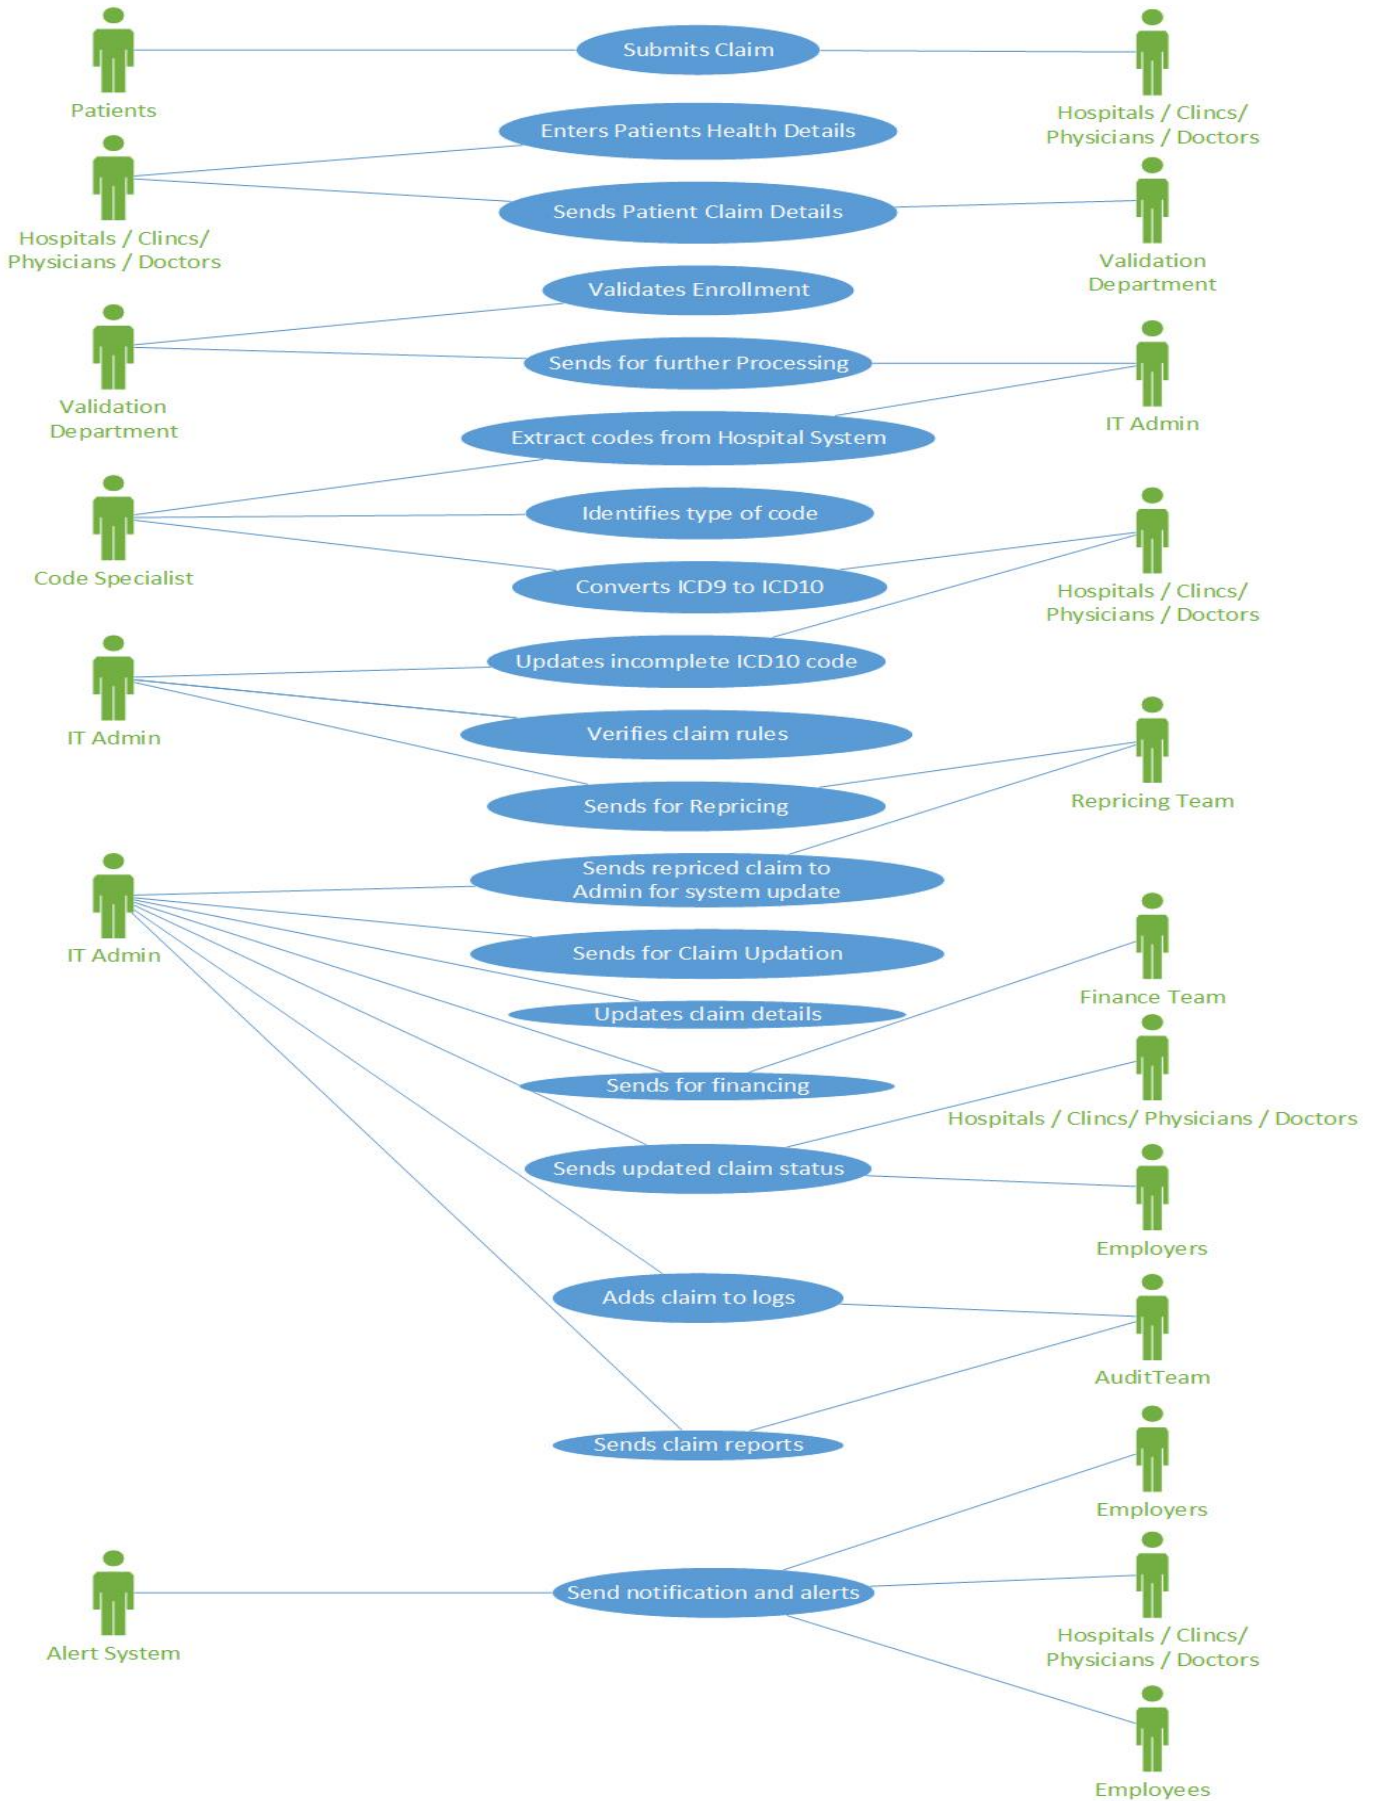 Submits Claim
Patients
Hospitals / Clincs/
Physicians / Doctors
Enters Patients Health Details
Sends Patient Claim Details
Hospitals / Clincs/
Physicians / Doctors
Validation
Department
Validates Enrollment
Sends for further Processing
Validation
Department
IT Admin
Extract codes from Hospital System
Identifies type of code
Code Specialist
Converts ICD9 to ICD10
Hospitals / Clincs/
Physicians / Doctors
Updates incomplete ICD10 code
IT Admin
Verifies claim rules
Sends for Repricing
Repricing Team
Sends repriced claim to
Admin for system update
IT Admin
Sends for Claim Updation
Finance Team
Updates claim details
Sends for financing
Hospitals / Clincs/ Physicians / Doctors
Sends updated claim status
Employers
Adds claim to logs
AuditTeam
Sends claim reports
Employers
Send notification and alerts
Alert System
Hospitals / Clincs/
Physicians / Doctors
Employees